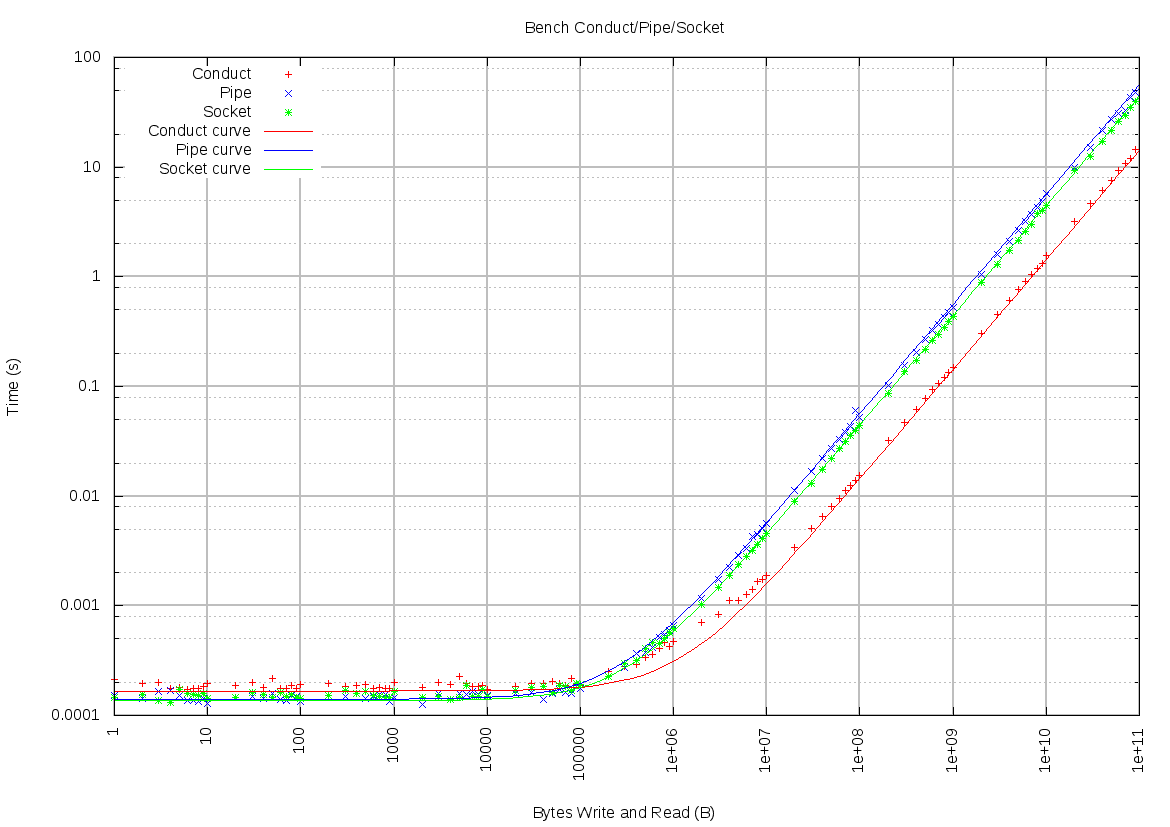 Bench Conduct/Pipe/Socket
100
10
1
0.1
0.01
0.001
0.0001
Time (s)
Conduct
Pipe
Socket
Conduct curve
Pipe curve
Socket curve
1
10
100
1000
10000
100000
1e+06
1e+07
1e+08
1e+09
1e+10
1e+11
Bytes Write and Read (B)